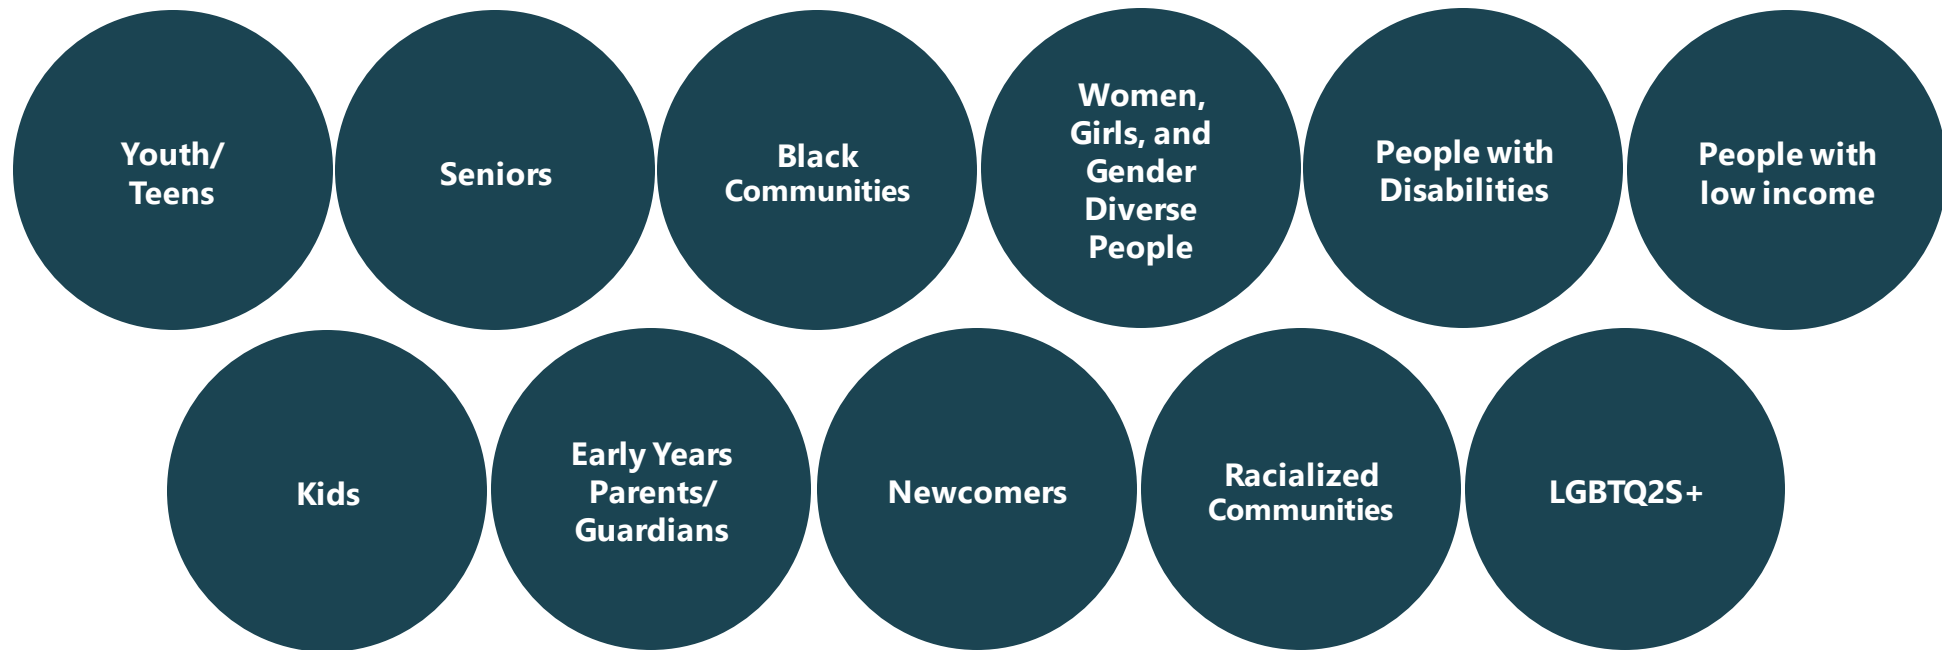 Youth/
Teens
Seniors
Black
Communities
Women,
Girls, and
Gender
Diverse
People
People with
Disabilities
People with
low income
Kids
Early Years
Parents/
Guardians
Newcomers
Racialized
Communities
LGBTQ2S+